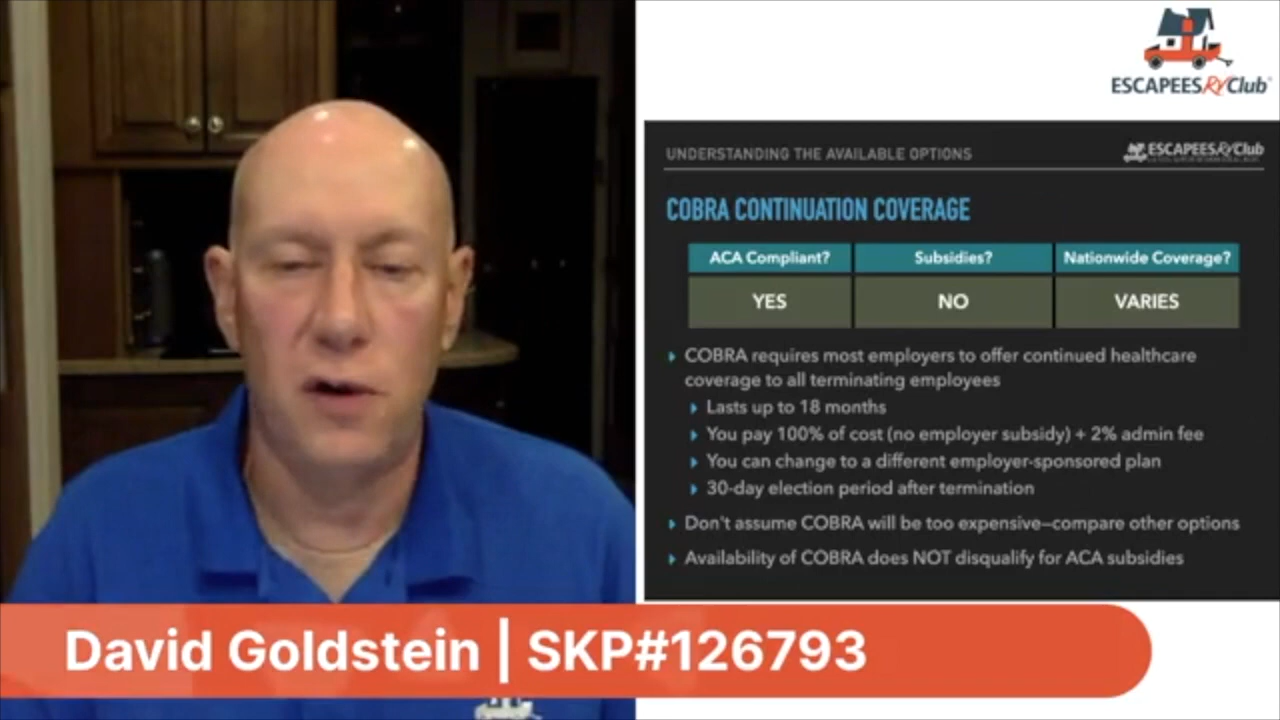 ESCAPEES RV Club
UNDERSTANDING THE AVAILABLE OPTIONS
ESCAPEES RV Club
COBRA CONTINUATION COVERAGE
ACA Compliant? Subsidies? Nationwide Coverage?
YES NO VARIES
COBRA requires most employers to offer continued healthcare
coverage to all terminating employees
Lasts up to 18 months
You pay 100% of cost (no employer subsidy) + 2% admin fee
You can change to a different employer-sponsored plan
30-day election period after termination
Don't assume COBRA will be too expensive—compare other options
Availability of COBRA does NOT disqualify for ACA subsidies
David Goldstein | SKP#126793